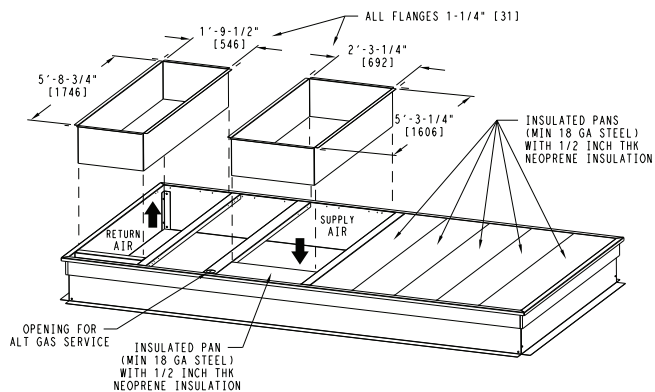 ALL FLANGES 1-1/4" [31]
1'-9-1/2"
[546]
2'-3-1/4"
[692]
5'-8-3/4"
[1746]
5'-3-1/4"
[1606]
INSULATED PANS
(MIN 18 GA STEEL)
WITH 1/2 INCH THK
NEOPRENE INSULATION
RETURN
AIR
SUPPLY
AIR
OPENING FOR
ALT GAS SERVICE
INSULATED PAN
(MIN 18 GA STEEL)
WITH 1/2 INCH THK
NEOPRENE INSULATION